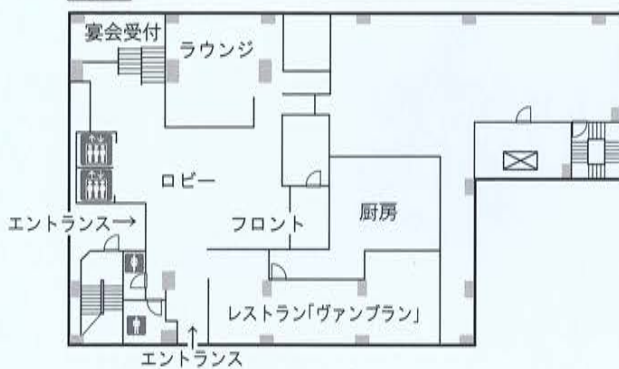 宴会受付
ラウンジ
ロビー
エントランス→
フロント
厨房
レストラン「ヴァンブラン」
↑
エントランス